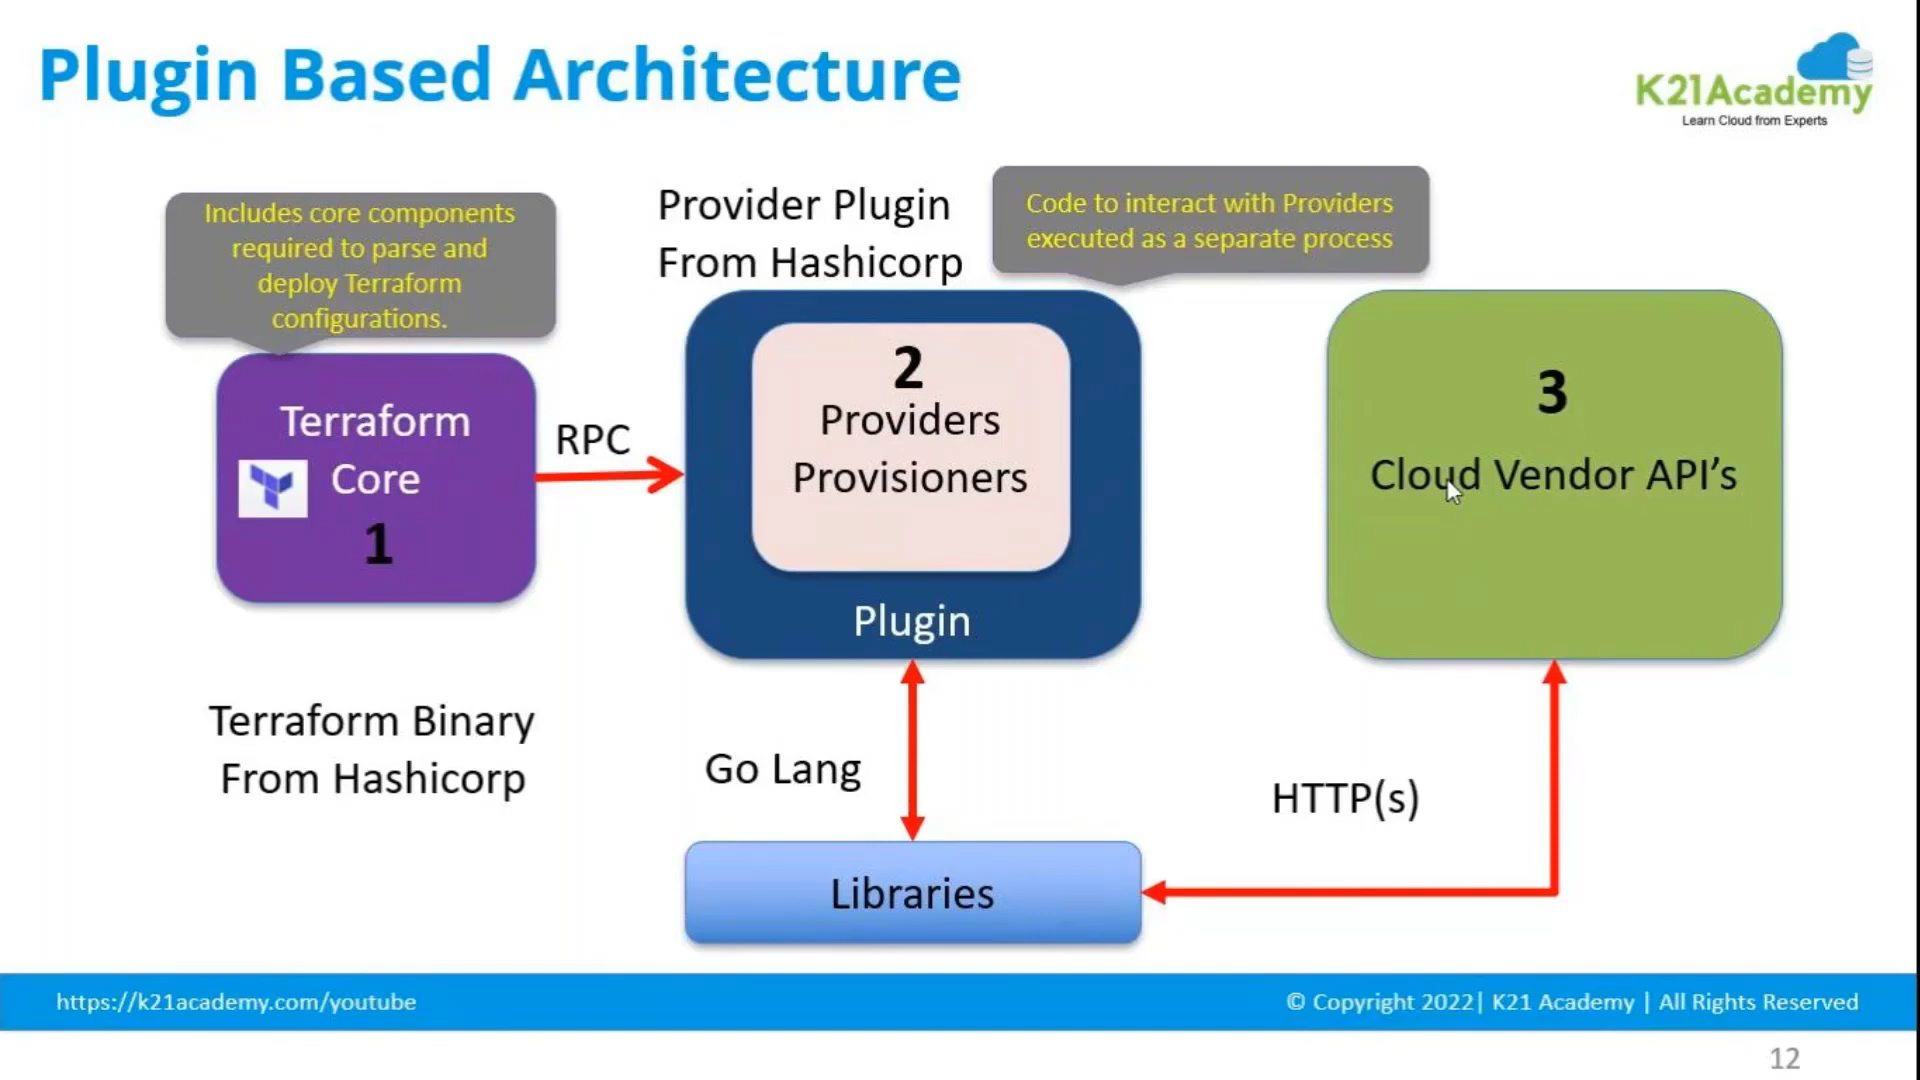 Plugin Based Architecture
K21Academy
Learn Cloud from Experts
Includes core components
required to parse and
deploy Terraform
configurations.
Provider Plugin
From Hashicorp
Code to interact with Providers
executed as a separate process
Terraform
Core
1
RPC
2
Providers
Provisioners
Plugin
3
Cloud Vendor API’s
Terraform Binary
From Hashicorp
Go Lang
HTTP(s)
Libraries
https://k21academy.com/youtube
© Copyright 2022| K21 Academy | All Rights Reserved
12